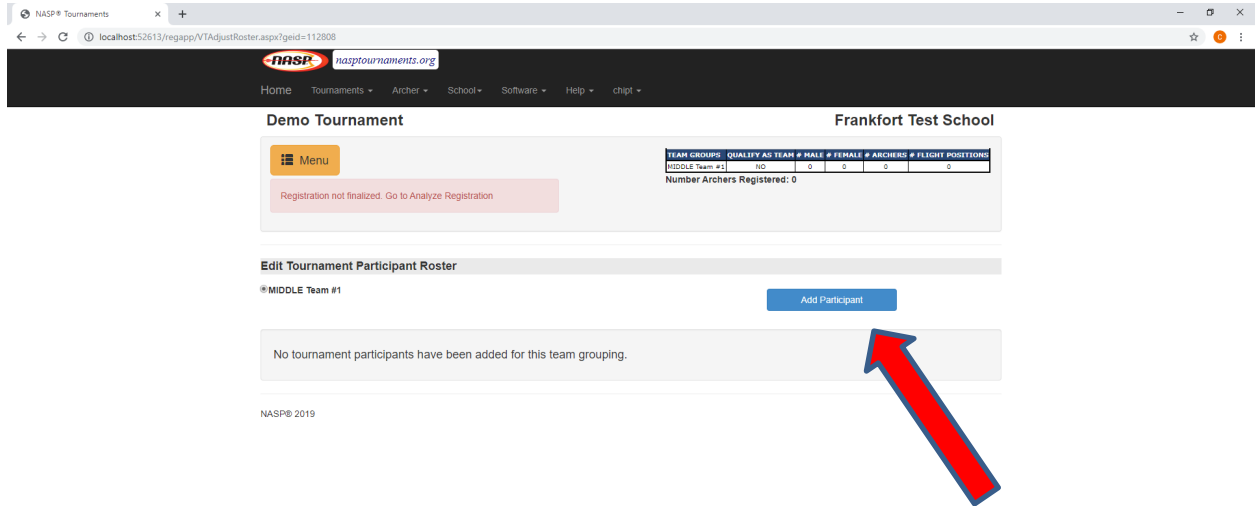 NASP® Tournaments
localhost:52613/regapp/VTAdjustRoster.aspx?geid=112808
C
NASP nasptournaments.org
Home Tournaments Archer School Software Help chipt
Demo Tournament Frankfort Test School
Menu
Registration not finalized. Go to Analyze Registration
TEAM GROUPS QUALIFY AS TEAM # MALE # FEMALE # ARCHERS # FLIGHT POSITIONS
MIDDLE Team #1 NO 0 0 0 0
Number Archers Registered: 0
Edit Tournament Participant Roster
MIDDLE Team #1
Add Participant
No tournament participants have been added for this team grouping.
NASP® 2019